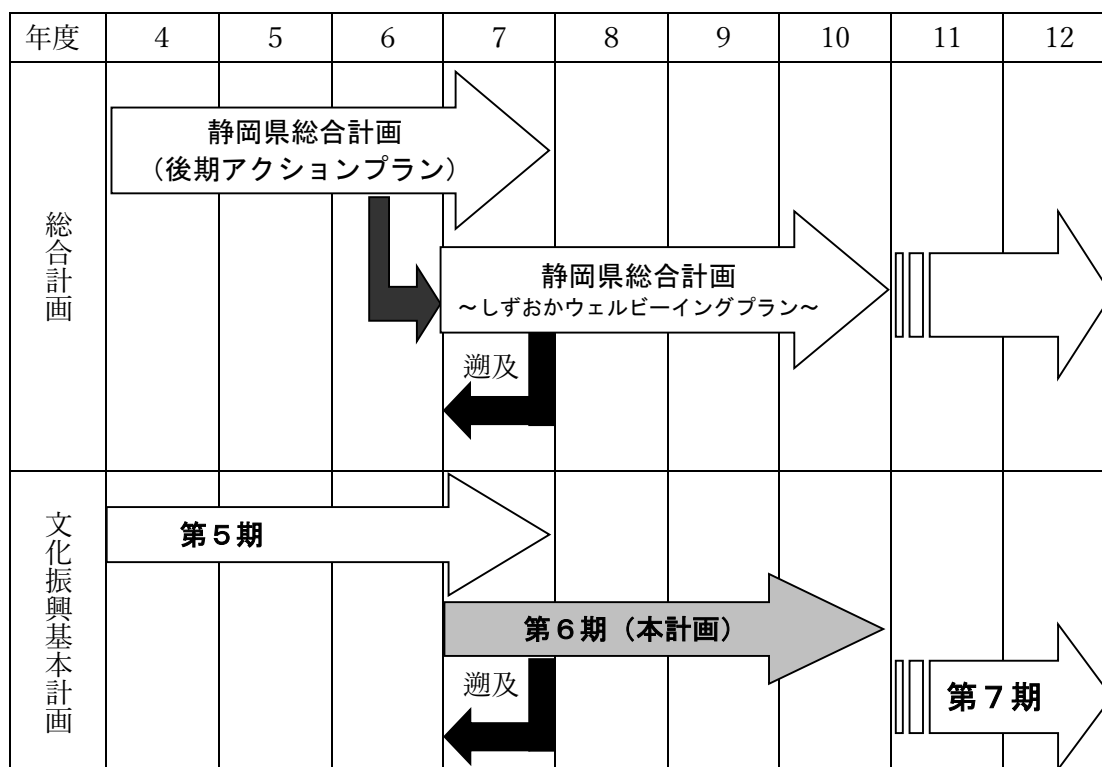 年度 4 5 6 7 8 9 10 11 12
総合計画
静岡県総合計画
（後期アクションプラン）
静岡県総合計画
～しずおかウェルビーイングプラン～
遡及
文化振興基本計画
第５期
第６期（本計画）
遡及
第７期